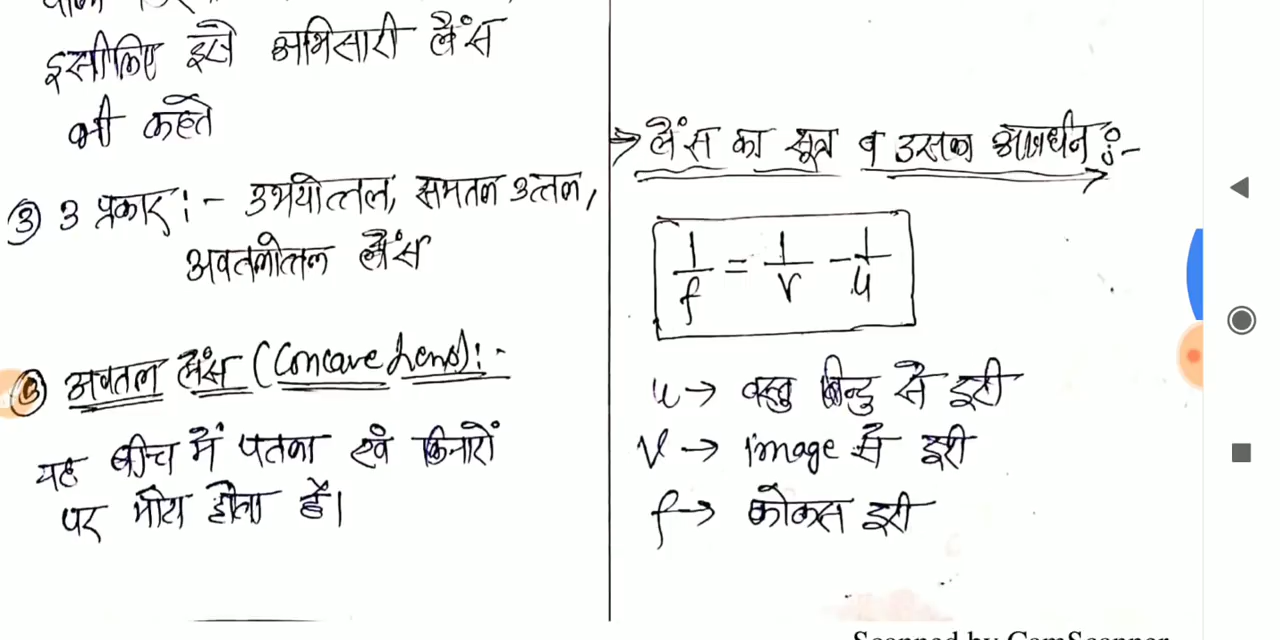 इसीलिए इसे अभिसारी लैंस
भी कहते
③ 3 प्रकार :- उभयोत्तल, समतल उत्तल,
अवतलोत्तल लैंस
अवतल लैंस (Concave Lens) :-
यह बीच में पतला एवं किनारों
पर मोटा होता है।
→ लैंस का सूत्र व उसका आवर्धन :-
1/f = 1/v - 1/u
u → वस्तु बिन्दु से दूरी
v → image से दूरी
f → फोकस दूरी